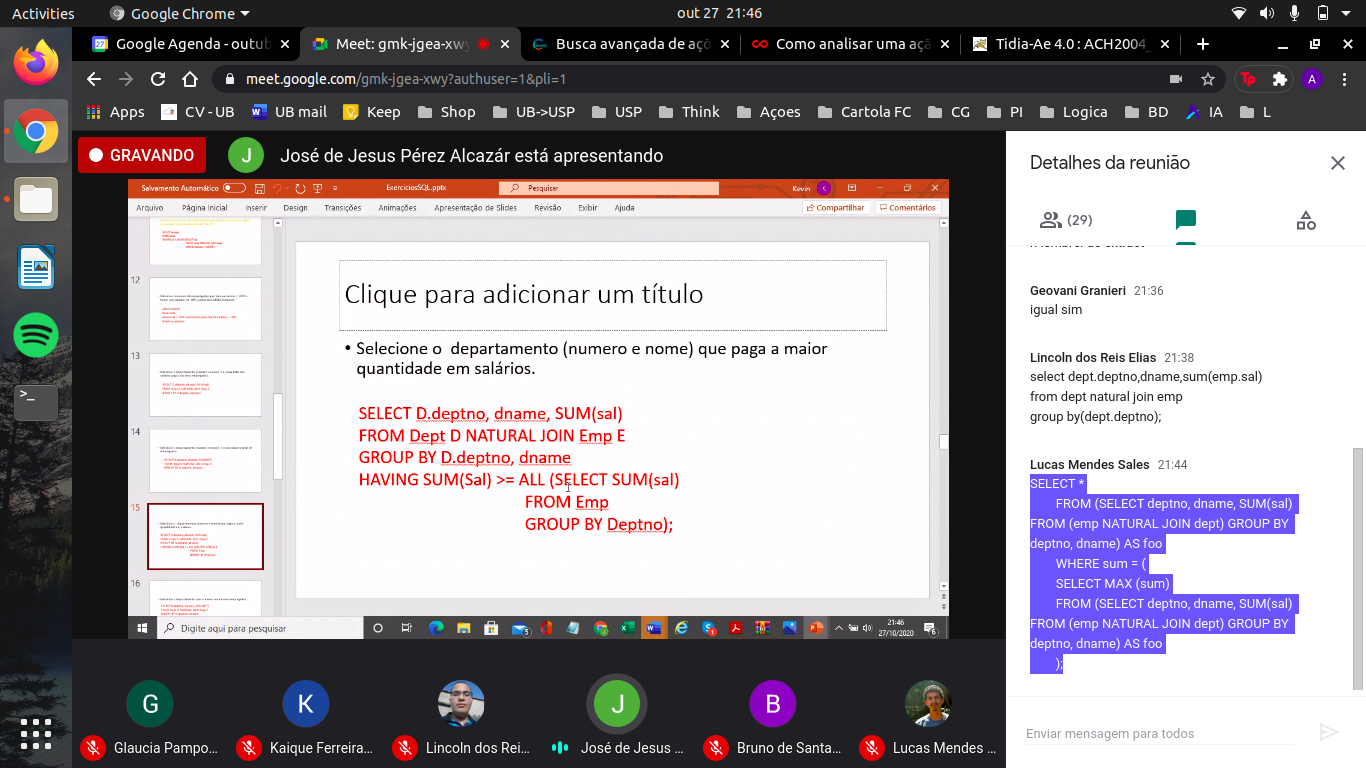 Activities
Google Chrome
out 27 21:46
Google Agenda - outub
Meet: gmk-jgea-xwy
Busca avançada de açõ
Como analisar uma açã
Tidia-Ae 4.0 : ACH2004_
meet.google.com/gmk-jgea-xwy?authuser=1&pli=1
A
Apps
CV - UB
UB mail
Keep
Shop
UB->USP
USP
Think
Açoes
Cartola FC
CG
PI
Logica
BD
IA
L
GRAVANDO
J
José de Jesus Pérez Alcazár está apresentando
Salvamento Automático
ExerciciosSQL.pptx
Pesquisar
Kevin
Arquivo
Página Inicial
Inserir
Design
Transições
Animações
Apresentação de Slides
Revisão
Exibir
Ajuda
Compartilhar
Comentários
12
13
14
15
16
Clique para adicionar um título
• Selecione o departamento (numero e nome) que paga a maior
quantidade em salários.
SELECT D.deptno, dname, SUM(sal)
FROM Dept D NATURAL JOIN Emp E
GROUP BY D.deptno, dname
HAVING SUM(Sal) >= ALL (SELECT SUM(sal)
FROM Emp
GROUP BY Deptno);
Digite aqui para pesquisar
21:46
27/10/2020
G
Glaucia Pampo...
K
Kaique Ferreira...
Lincoln dos Rei...
J
José de Jesus ...
B
Bruno de Santa...
Lucas Mendes ...
Detalhes da reunião
(29)
Geovani Granieri 21:36
igual sim
Lincoln dos Reis Elias 21:38
select dept.deptno,dname,sum(emp.sal)
from dept natural join emp
group by(dept.deptno);
Lucas Mendes Sales 21:44
SELECT *
FROM (SELECT deptno, dname, SUM(sal)
FROM (emp NATURAL JOIN dept) GROUP BY
deptno, dname) AS foo
WHERE sum = (
SELECT MAX (sum)
FROM (SELECT deptno, dname, SUM(sal)
FROM (emp NATURAL JOIN dept) GROUP BY
deptno, dname) AS foo
);
Enviar mensagem para todos